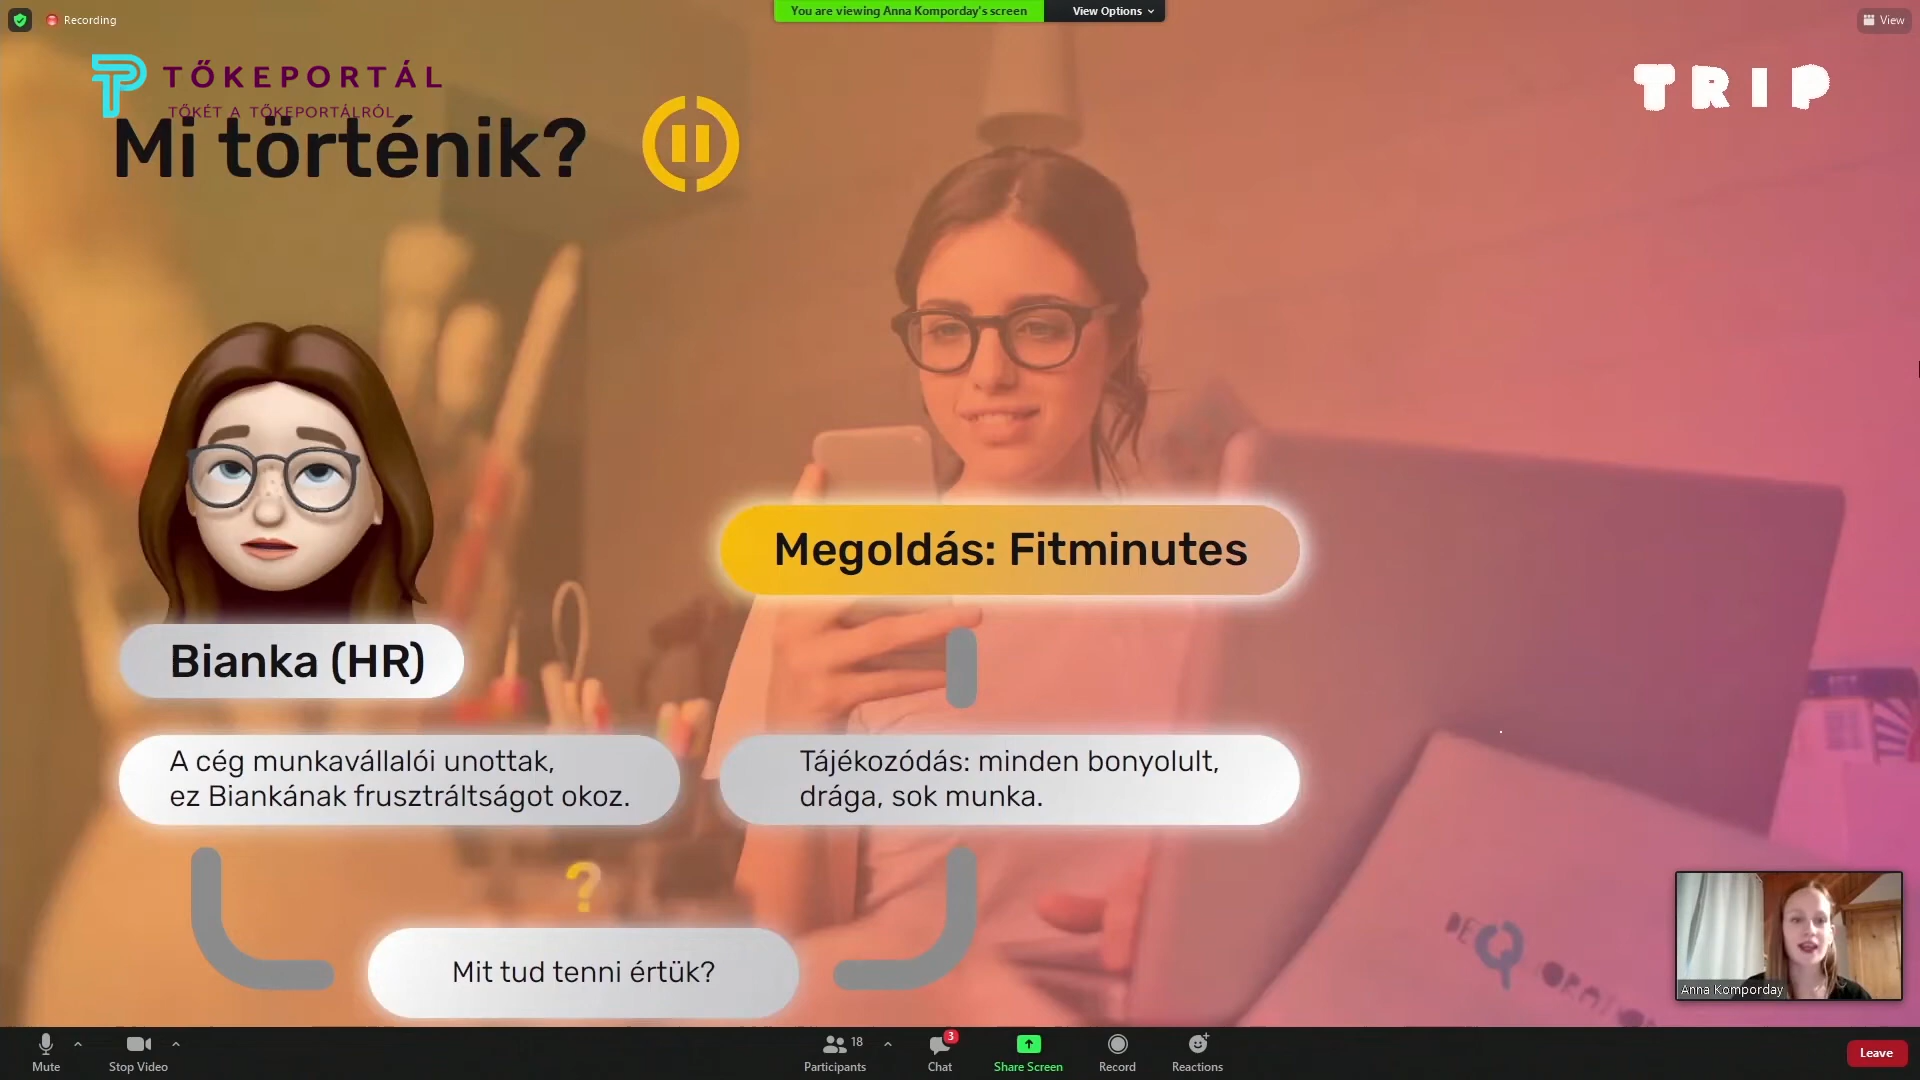 Recording
You are viewing Anna Komporday's screen
View Options
View
TŐKEPORTÁL
TŐKÉT A TŐKEPORTÁLRÓL
TRIP
Mi történik?
Megoldás: Fitminutes
Bianka (HR)
A cég munkavállalói unottak,
ez Biankának frusztráltságot okoz.
Tájékozódás: minden bonyolult,
drága, sok munka.
?
Mit tud tenni értük?
Anna Komporday
Mute
Stop Video
Participants
18
Chat
3
Share Screen
Record
Reactions
Leave